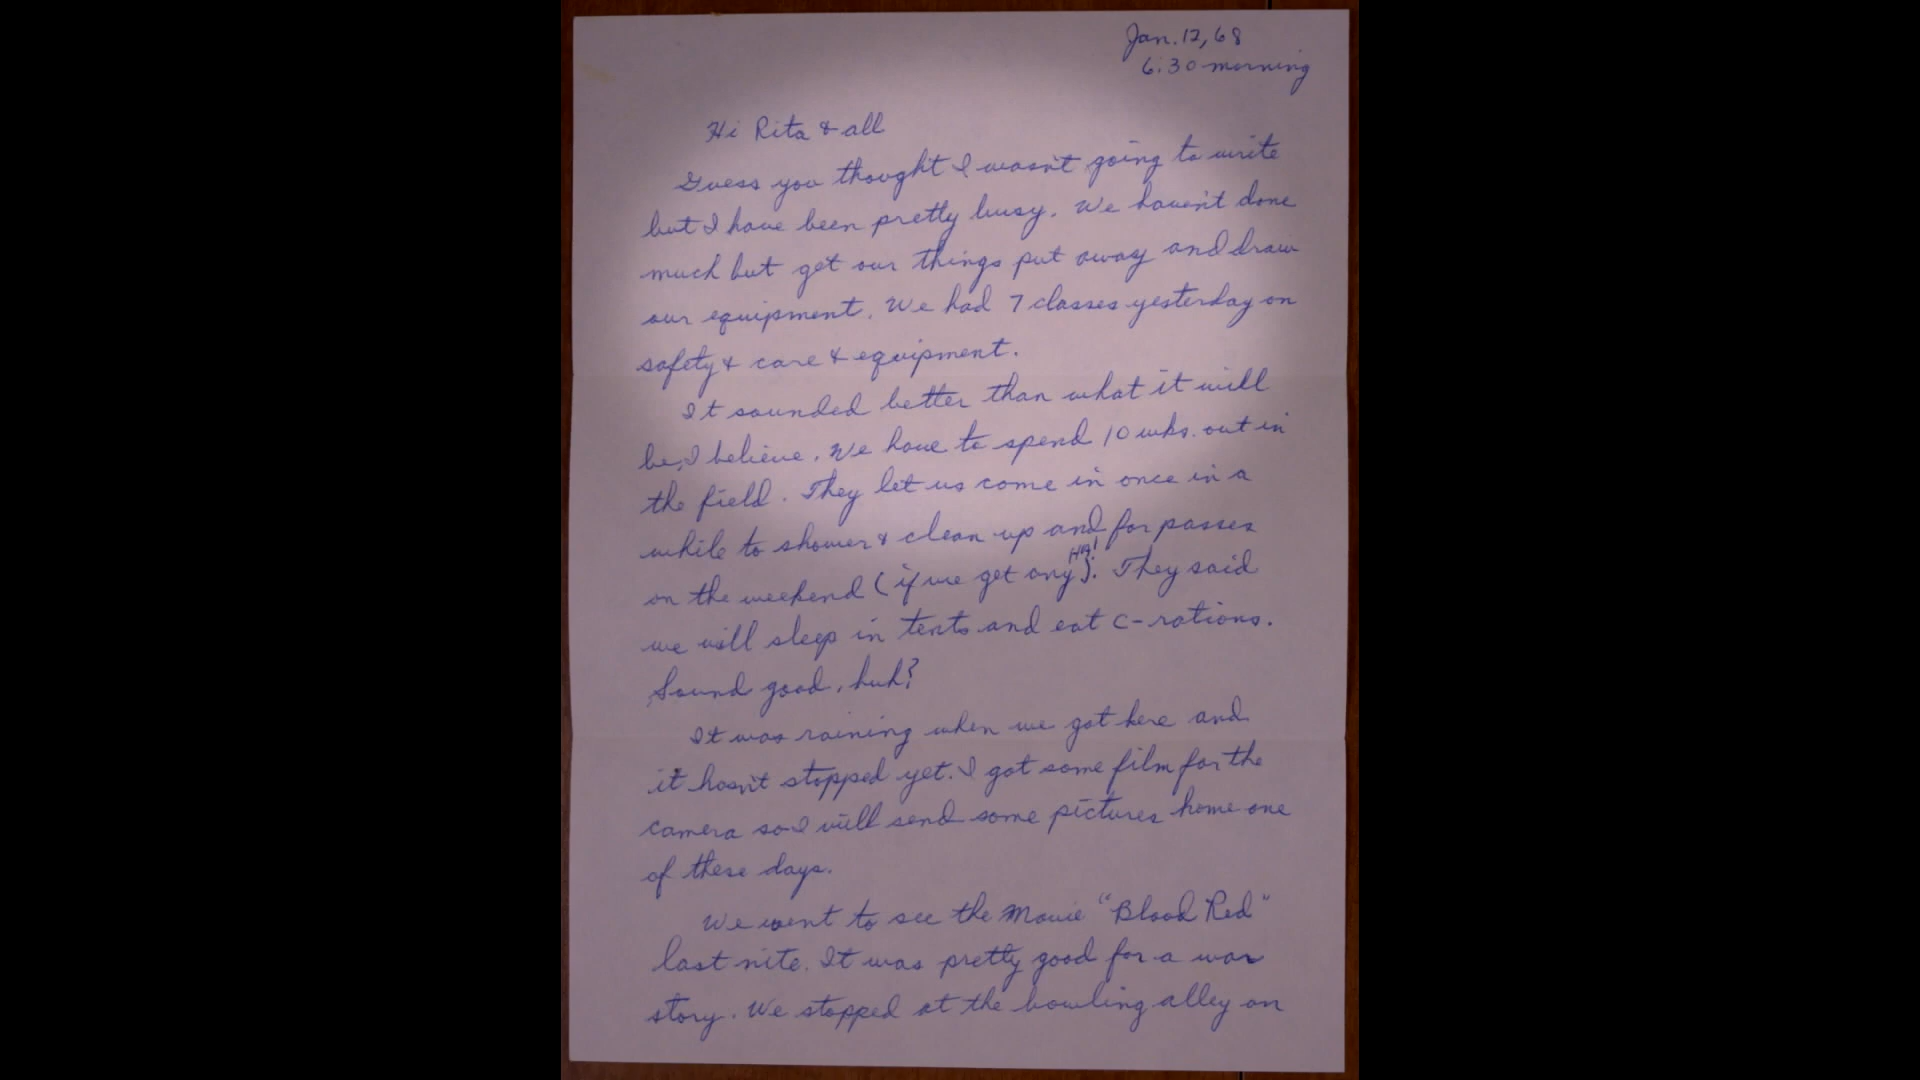 Jan. 12, 68
6:30 morning
Hi Rita & all
Guess you thought I wasn't going to write
but I have been pretty busy. We haven't done
much but get our things put away and draw
our equipment. We had 7 classes yesterday on
safety & care & equipment.
It sounded better than what it will
be, I believe. We have to spend 10 wks. out in
the field. They let us come in once in a
while to shower & clean up and for passes
on the weekend (if we get any Ha!). They said
we will sleep in tents and eat C-rations.
Sound good, huh?
It was raining when we got here and
it hasn't stopped yet. I got some film for the
camera so I will send some pictures home one
of these days.
We went to see the Movie "Blood Red"
last nite. It was pretty good for a war
story. We stopped at the bowling alley on